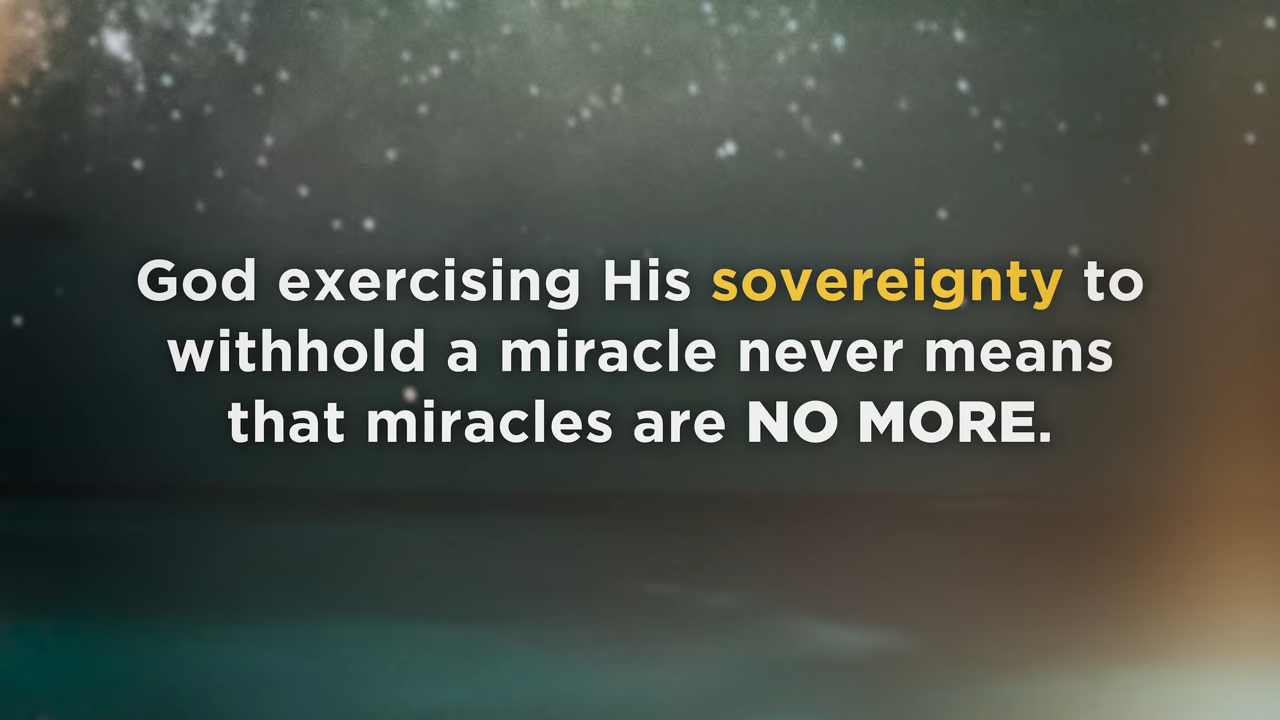 God exercising His sovereignty to
withhold a miracle never means
that miracles are NO MORE.